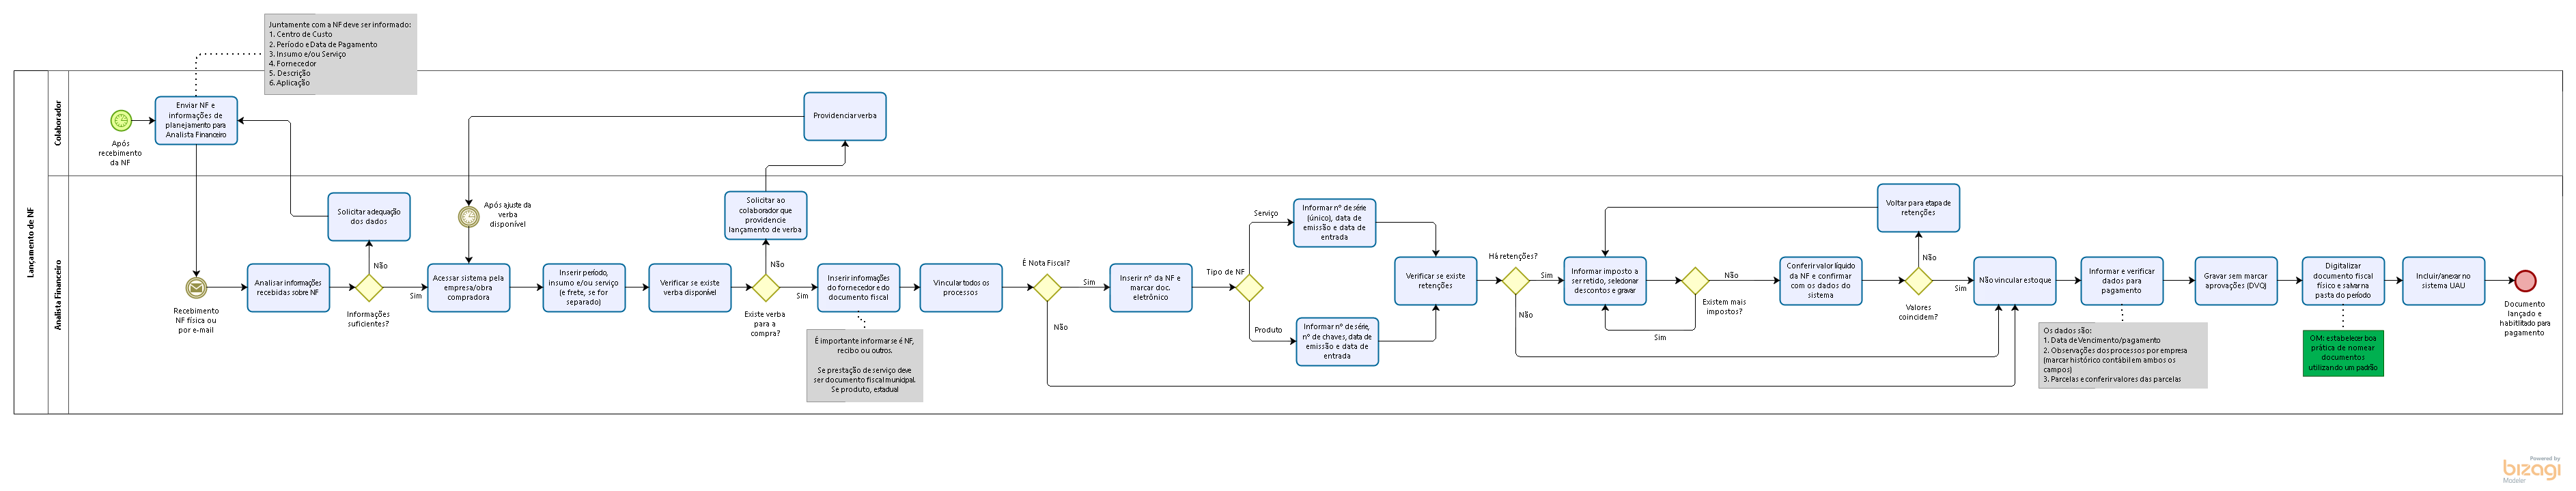 Juntamente com a NF deve ser informado:
1. Centro de Custo
2. Período e Data de Pagamento
3. Insumo e/ou Serviço
4. Fornecedor
5. Descrição
6. Aplicação
Lançamento de NF
Colaborador
Após
recebimento
da NF
Enviar NF e
informações de
planejamento para
Analista Financeiro
Providenciar verba
Analista Financeiro
Recebimento
NF física ou
por e-mail
Analisar informações
recebidas sobre NF
Solicitar adequação
dos dados
Não
Informações
suficientes?
Sim
Após ajuste da
verba
disponível
Acessar sistema pela
empresa/obra
compradora
Inserir período,
insumo e/ou serviço
(e frete, se for
separado)
Verificar se existe
verba disponível
Solicitar ao
colaborador que
providencie
lançamento de verba
Não
Existe verba
para a
compra?
Sim
Inserir informações
do fornecedor e do
documento fiscal
É importante informar se é NF,
recibo ou outros.
Se prestação de serviço deve
ser documento fiscal municipal.
Se produto, estadual
Vincular todos os
processos
É Nota Fiscal?
Sim
Não
Inserir nº da NF e
marcar doc.
eletrônico
Tipo de NF
Serviço
Informar nº de série
(único), data de
emissão e data de
entrada
Produto
Informar nº de série,
nº de chaves, data de
emissão e data de
entrada
Verificar se existe
retenções
Há retenções?
Sim
Não
Informar imposto a
ser retido, selecionar
descontos e gravar
Não
Existem mais
impostos?
Sim
Conferir valor líquido
da NF e confirmar
com os dados do
sistema
Voltar para etapa de
retenções
Não
Valores
coincidem?
Sim
Não vincular estoque
Informar e verificar
dados para
pagamento
Os dados são:
1. Data de Vencimento/pagamento
2. Observações dos processos por empresa
(marcar histórico contábil em ambos os
campos)
3. Parcelas e conferir valores das parcelas
Gravar sem marcar
aprovações (DVQ)
Digitalizar
documento fiscal
físico e salvar na
pasta do período
OM: estabelecer boa
prática de nomear
documentos
utilizando um padrão
Incluir/anexar no
sistema UAU
Documento
lançado e
habitlitado para
pagamento
Powered by
bizagi
Modeler